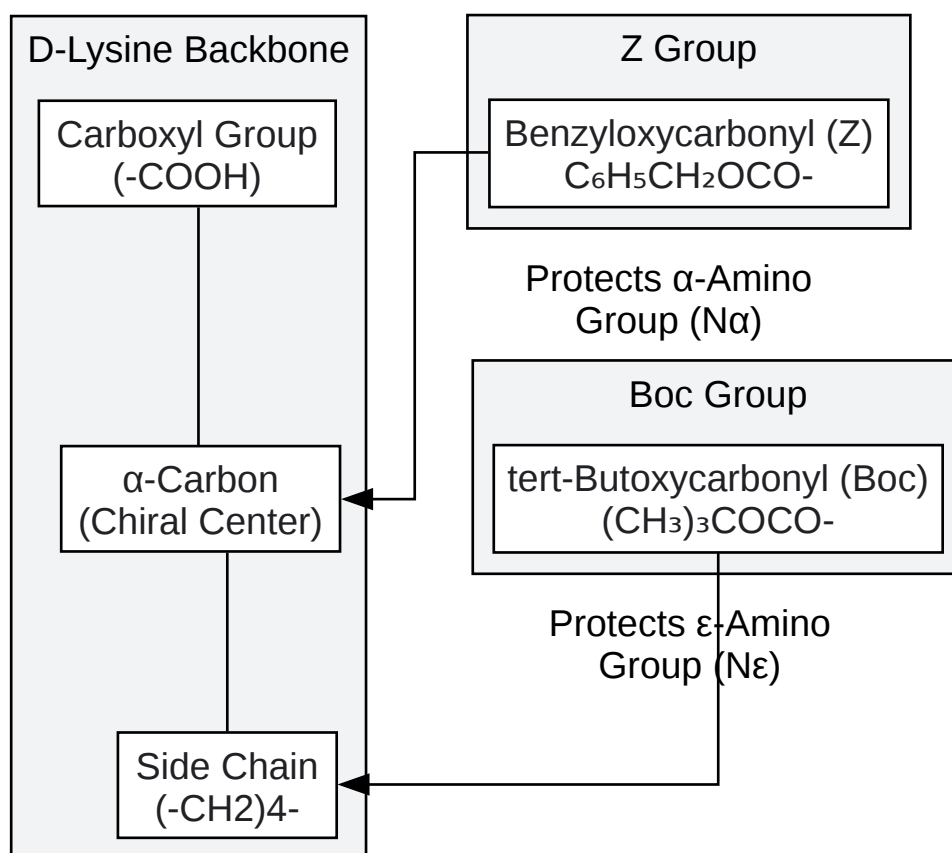 D-Lysine Backbone
Carboxyl Group
(-COOH)
α-Carbon
(Chiral Center)
Side Chain
(-CH2)4-
Z Group
Benzyloxycarbonyl (Z)
C₆H₅CH₂OCO-
Protects α-Amino
Group (Nα)
Boc Group
tert-Butoxycarbonyl (Boc)
(CH₃)₃COCO-
Protects ε-Amino
Group (Nε)